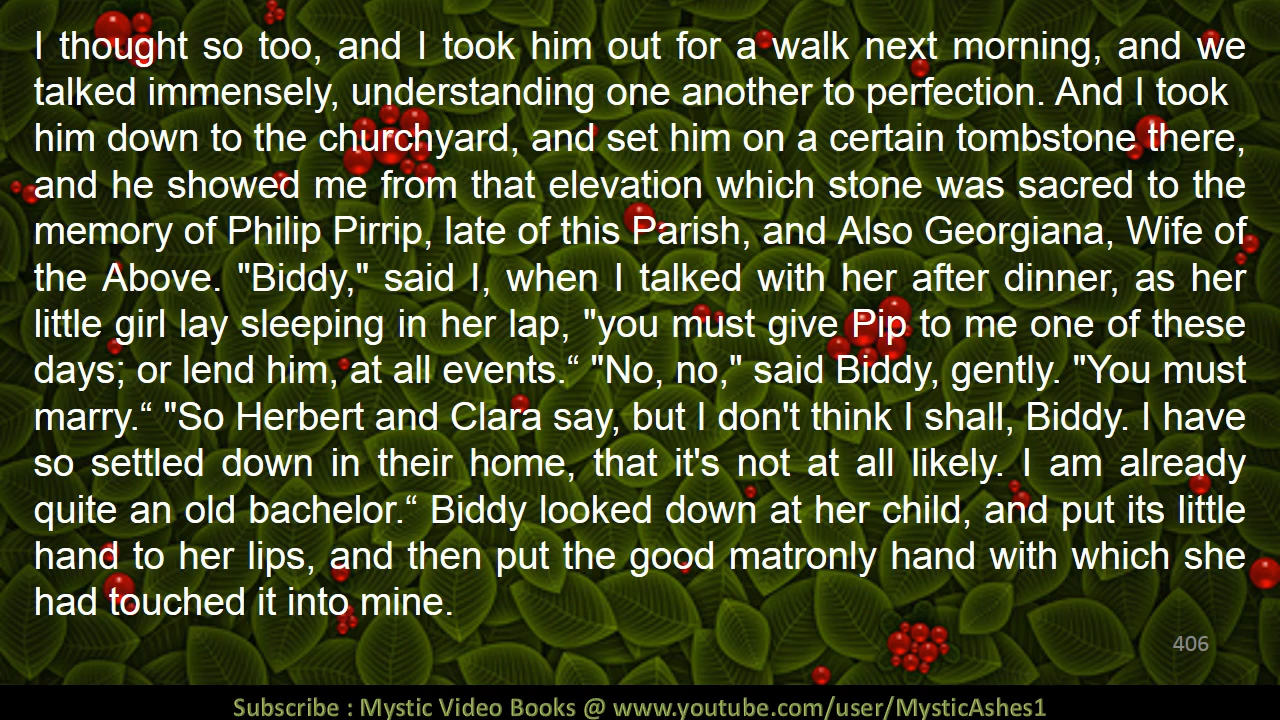 I thought so too, and I took him out for a walk next morning, and we
talked immensely, understanding one another to perfection. And I took
him down to the churchyard, and set him on a certain tombstone there,
and he showed me from that elevation which stone was sacred to the
memory of Philip Pirrip, late of this Parish, and Also Georgiana, Wife of
the Above. "Biddy," said I, when I talked with her after dinner, as her
little girl lay sleeping in her lap, "you must give Pip to me one of these
days; or lend him, at all events.“ "No, no," said Biddy, gently. "You must
marry.“ "So Herbert and Clara say, but I don't think I shall, Biddy. I have
so settled down in their home, that it's not at all likely. I am already
quite an old bachelor.“ Biddy looked down at her child, and put its little
hand to her lips, and then put the good matronly hand with which she
had touched it into mine.
406
Subscribe : Mystic Video Books @ www.youtube.com/user/MysticAshes1